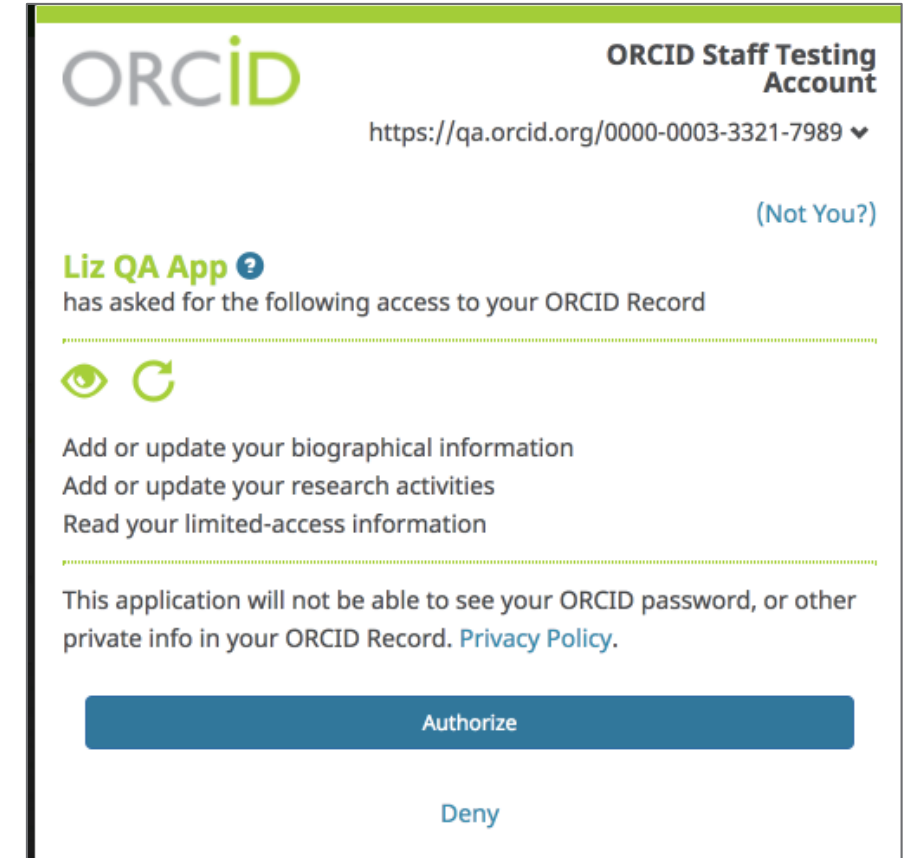 ORCID
ORCID Staff Testing
Account
https://qa.orcid.org/0000-0003-3321-7989
(Not You?)
Liz QA App ?
has asked for the following access to your ORCID Record
Add or update your biographical information
Add or update your research activities
Read your limited-access information
This application will not be able to see your ORCID password, or other
private info in your ORCID Record. Privacy Policy.
Authorize
Deny